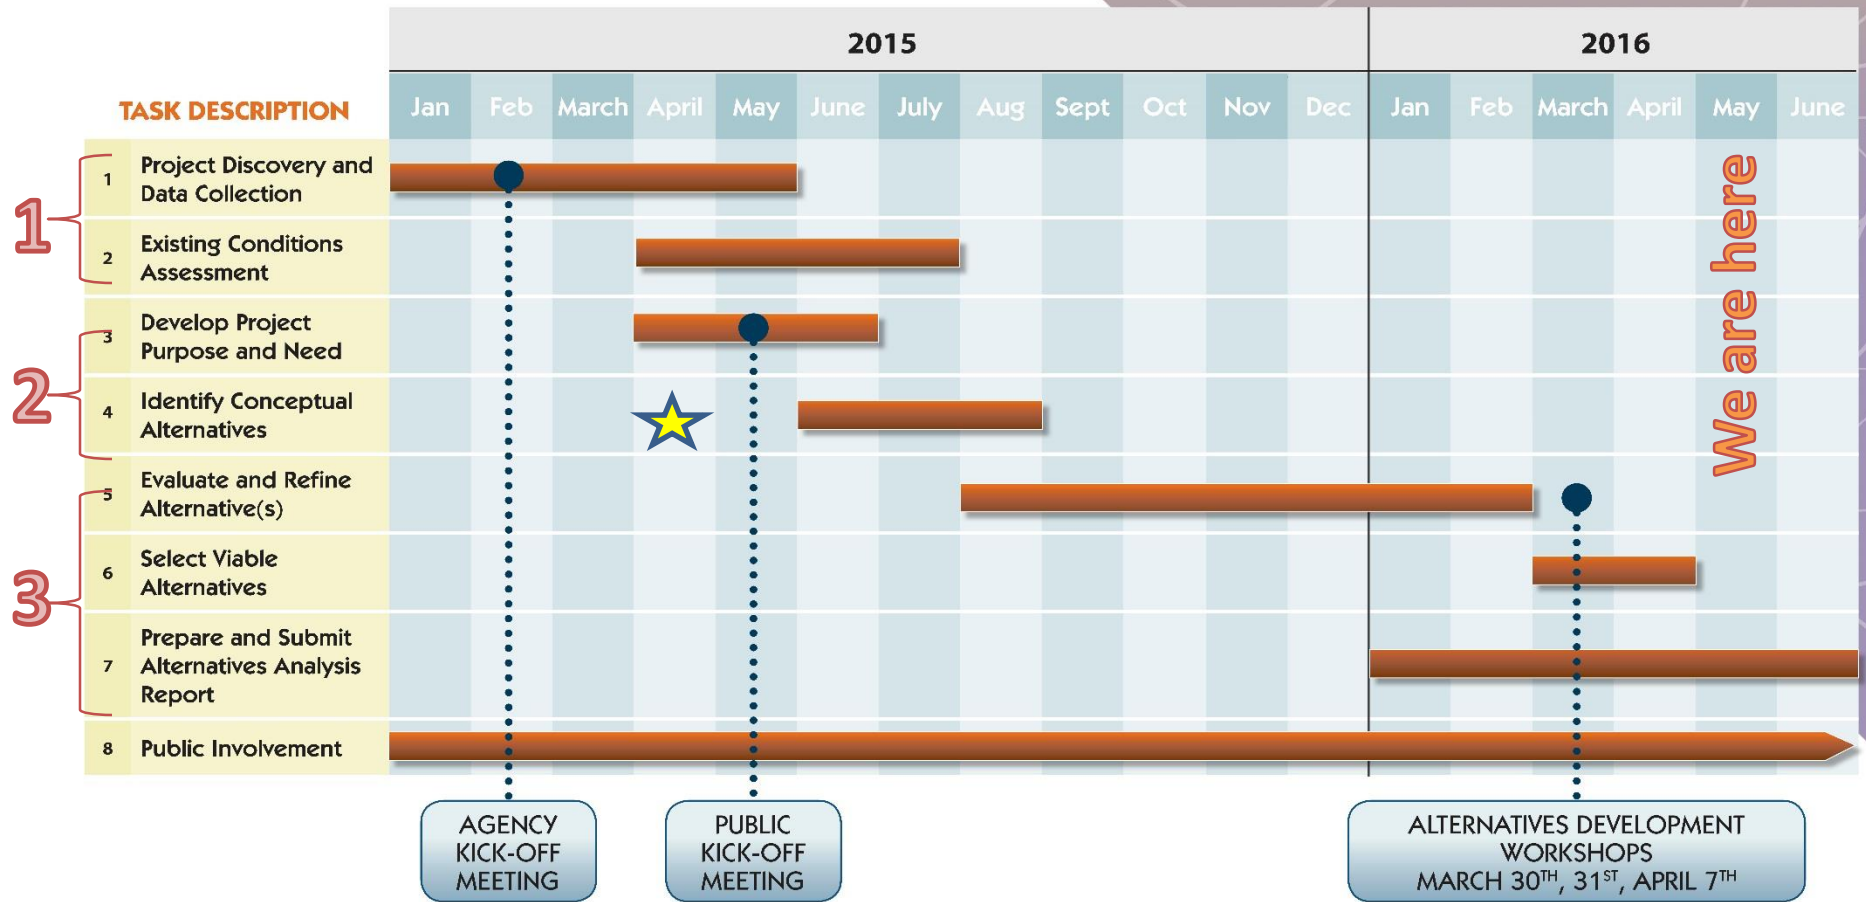 2015
2016
TASK DESCRIPTION
Jan
Feb
March
April
May
June
July
Aug
Sept
Oct
Nov
Dec
Jan
Feb
March
April
May
June
1
1
Project Discovery and
Data Collection
2
Existing Conditions
Assessment
2
3
Develop Project
Purpose and Need
4
Identify Conceptual
Alternatives
3
5
Evaluate and Refine
Alternative(s)
6
Select Viable
Alternatives
7
Prepare and Submit
Alternatives Analysis
Report
8
Public Involvement
We are here
AGENCY
KICK-OFF
MEETING
PUBLIC
KICK-OFF
MEETING
ALTERNATIVES DEVELOPMENT
WORKSHOPS
MARCH 30TH, 31ST, APRIL 7TH